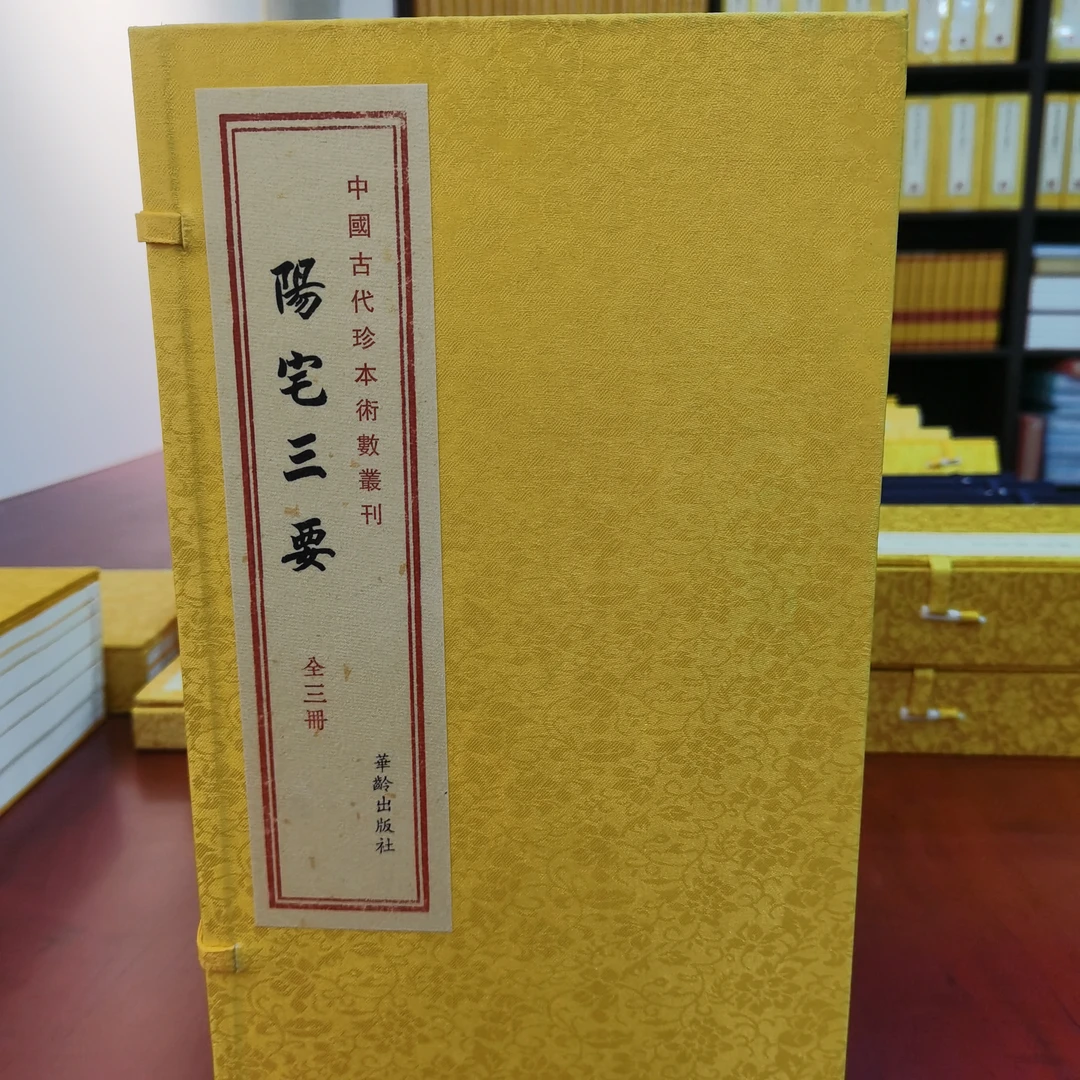 中國古代珍本術數叢刊
陽宅三要
全三冊
華齡出版社